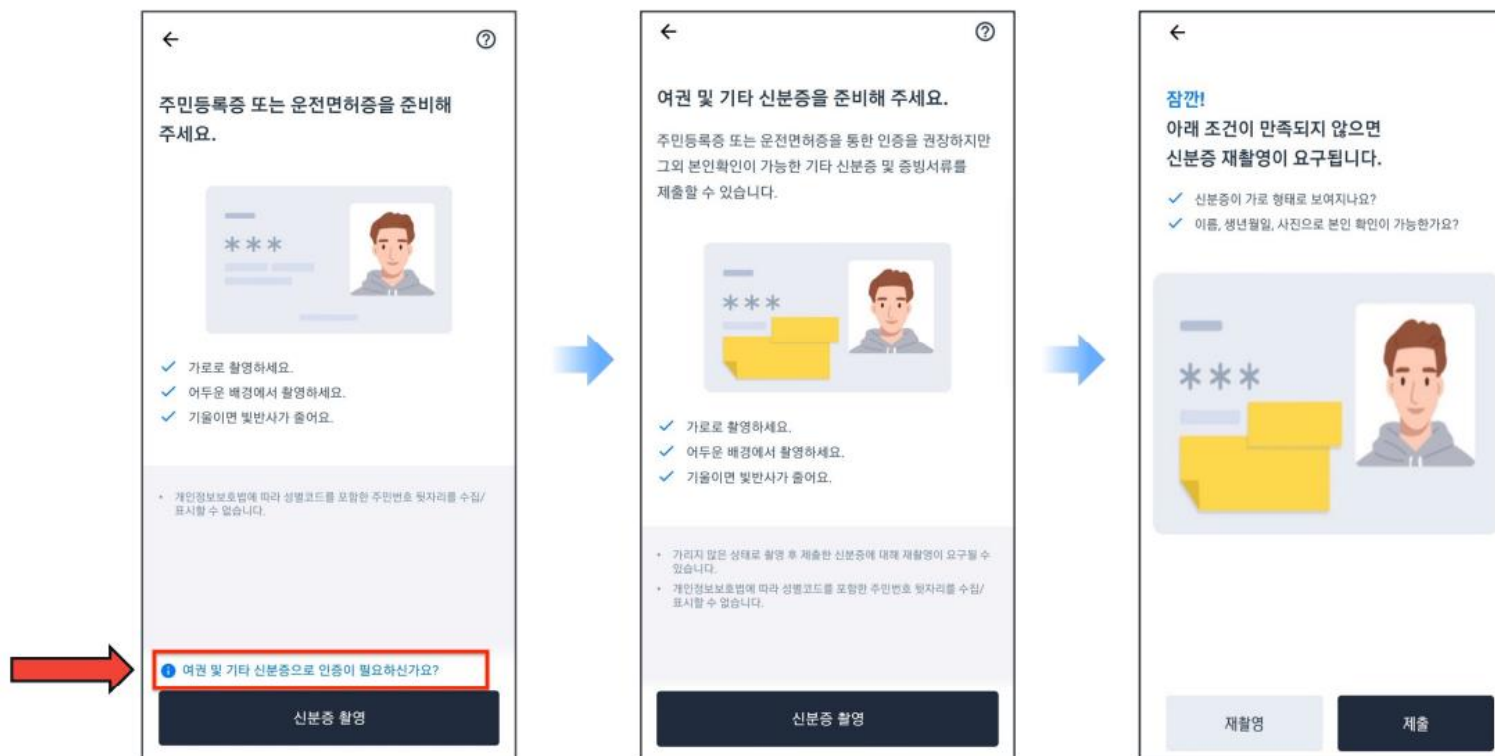 주민등록증 또는 운전면허증을 준비해
주세요.
***
가로로 촬영하세요.
어두운 배경에서 촬영하세요.
기울이면 빛반사가 줄어요.
• 개인정보보호법에 따라 성별코드를 포함한 주민번호 뒷자리를 수집/
표시할 수 없습니다.
여권 및 기타 신분증으로 인증이 필요하신가요?
신분증 촬영
여권 및 기타 신분증을 준비해 주세요.
주민등록증 또는 운전면허증을 통한 인증을 권장하지만
그외 본인확인이 가능한 기타 신분증 및 증빙서류를
제출할 수 있습니다.
***
가로로 촬영하세요.
어두운 배경에서 촬영하세요.
기울이면 빛반사가 줄어요.
• 가리지 않은 상태로 촬영 후 제출한 신분증에 대해 재촬영이 요구될 수
있습니다.
• 개인정보보호법에 따라 성별코드를 포함한 주민번호 뒷자리를 수집/
표시할 수 없습니다.
신분증 촬영
잠깐!
아래 조건이 만족되지 않으면
신분증 재촬영이 요구됩니다.
신분증이 가로 형태로 보여지나요?
이름, 생년월일, 사진으로 본인 확인이 가능한가요?
***
재촬영
제출